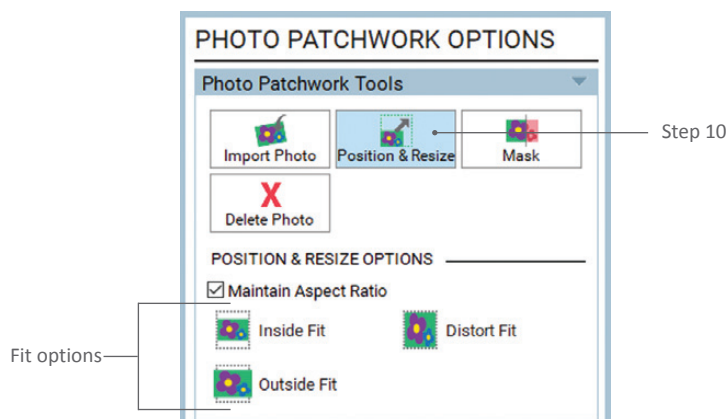 PHOTO PATCHWORK OPTIONS
Photo Patchwork Tools
Import Photo
Position & Resize
Mask
Step 10
X
Delete Photo
POSITION & RESIZE OPTIONS
Maintain Aspect Ratio
Inside Fit
Distort Fit
Fit options
Outside Fit